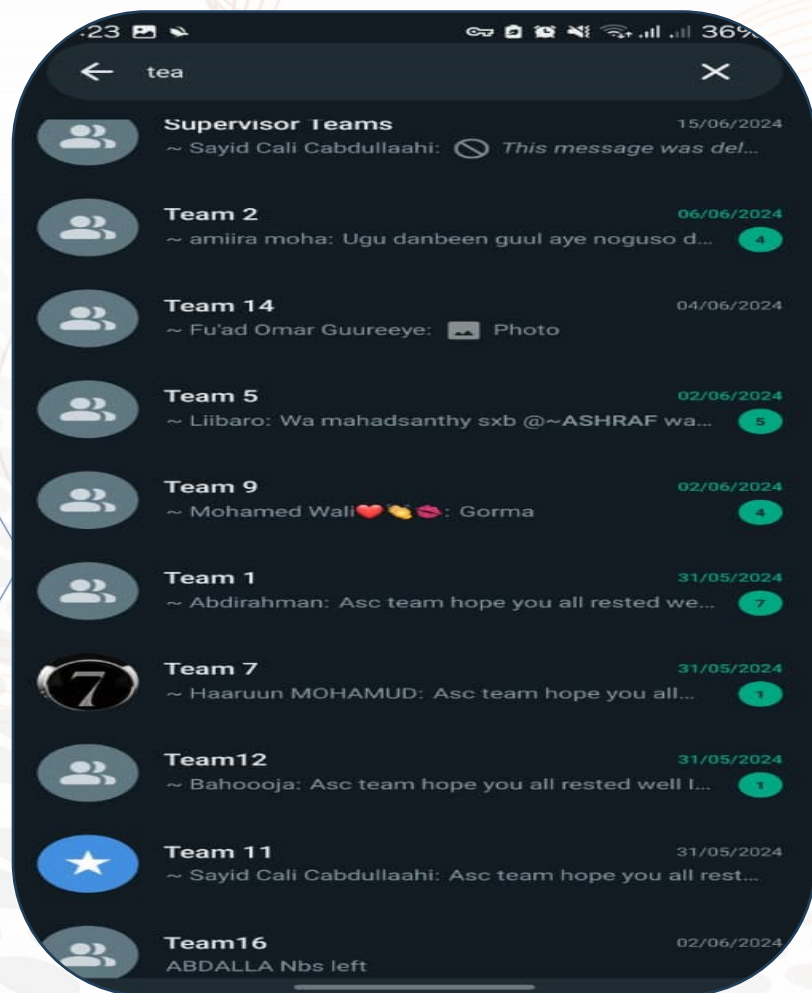 :23 36%
tea
Supervisor Teams 15/06/2024
~ Sayid Cali Cabdullaahi: This message was del...
Team 2 06/06/2024
~ amiira moha: Ugu danbeen guul aye noguso d... 4
Team 14 04/06/2024
~ Fu'ad Omar Guureeye: Photo
Team 5 02/06/2024
~ Liibaro: Wa mahadsanthy sxb @~ASHRAF wa... 5
Team 9 02/06/2024
~ Mohamed Wali❤️👏💋: Gorma 4
Team 1 31/05/2024
~ Abdirahman: Asc team hope you all rested we... 7
Team 7 31/05/2024
7
~ Haaruun MOHAMUD: Asc team hope you all... 1
Team12 31/05/2024
~ Bahoooja: Asc team hope you all rested well I... 1
Team 11 31/05/2024
~ Sayid Cali Cabdullaahi: Asc team hope you all rest...
Team16 02/06/2024
ABDALLA Nbs left